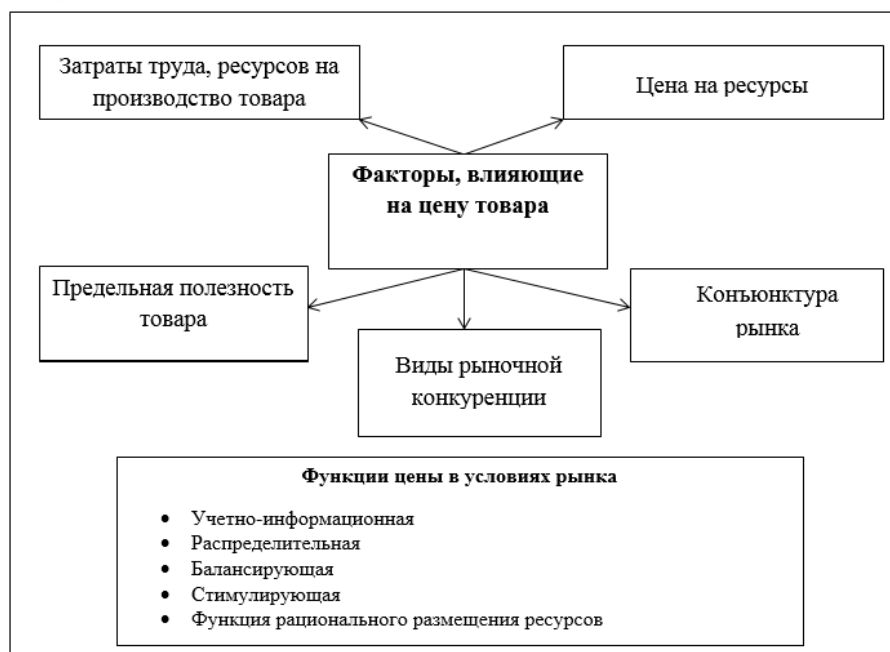 Затраты труда, ресурсов на
производство товара
Цена на ресурсы
Факторы, влияющие
на цену товара
Предельная полезность
товара
Конъюнктура
рынка
Виды рыночной
конкуренции
Функции цены в условиях рынка
• Учетно-информационная
• Распределительная
• Балансирующая
• Стимулирующая
• Функция рационального размещения ресурсов